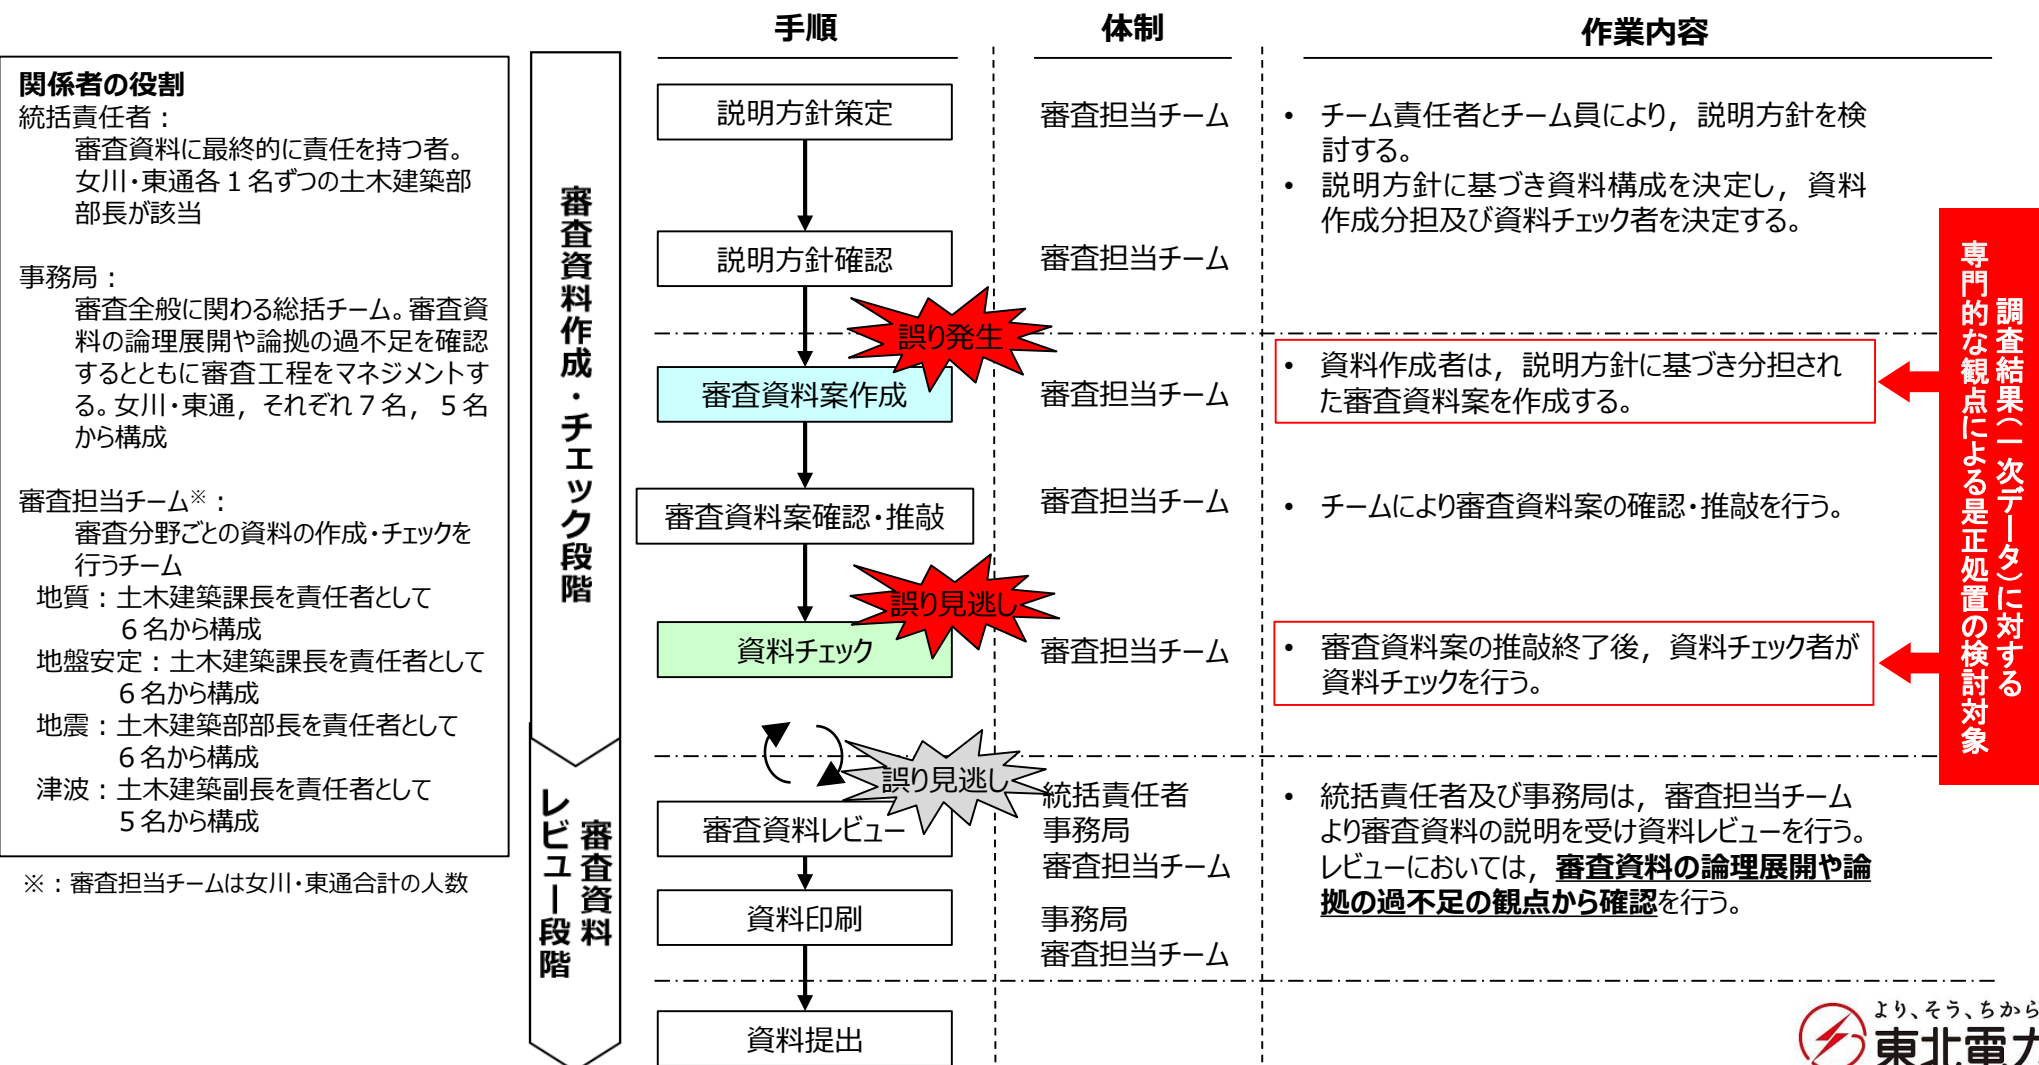 手順
体制
作業内容
関係者の役割
統括責任者：
審査資料に最終的に責任を持つ者。
女川・東通各１名ずつの土木建築部
部長が該当
事務局：
審査全般に関わる総括チーム。審査資
料の論理展開や論拠の過不足を確認
するとともに審査工程をマネジメントす
る。女川・東通，それぞれ７名，５名
から構成
審査担当チーム※：
審査分野ごとの資料の作成・チェックを
行うチーム
地質：土木建築課長を責任者として
６名から構成
地盤安定：土木建築課長を責任者として
６名から構成
地震：土木建築部部長を責任者として
６名から構成
津波：土木建築副長を責任者として
５名から構成
※：審査担当チームは女川・東通合計の人数
審査資料作成・チェック段階
審査資料
レビュー段階
説明方針策定
審査担当チーム
• チーム責任者とチーム員により，説明方針を検
討する。
• 説明方針に基づき資料構成を決定し，資料
作成分担及び資料チェック者を決定する。
説明方針確認
審査担当チーム
誤り発生
審査資料案作成
審査担当チーム
• 資料作成者は，説明方針に基づき分担され
た審査資料案を作成する。
審査資料案確認・推敲
審査担当チーム
• チームにより審査資料案の確認・推敲を行う。
誤り見逃し
資料チェック
審査担当チーム
• 審査資料案の推敲終了後，資料チェック者が
資料チェックを行う。
誤り見逃し
審査資料レビュー
統括責任者
事務局
審査担当チーム
• 統括責任者及び事務局は，審査担当チーム
より審査資料の説明を受け資料レビューを行う。
レビューにおいては，審査資料の論理展開や論
拠の過不足の観点から確認を行う。
資料印刷
事務局
審査担当チーム
資料提出
調査結果（一次データ）に対する
専門的な観点による是正処置の検討対象
より、そう、ちから
東北電力